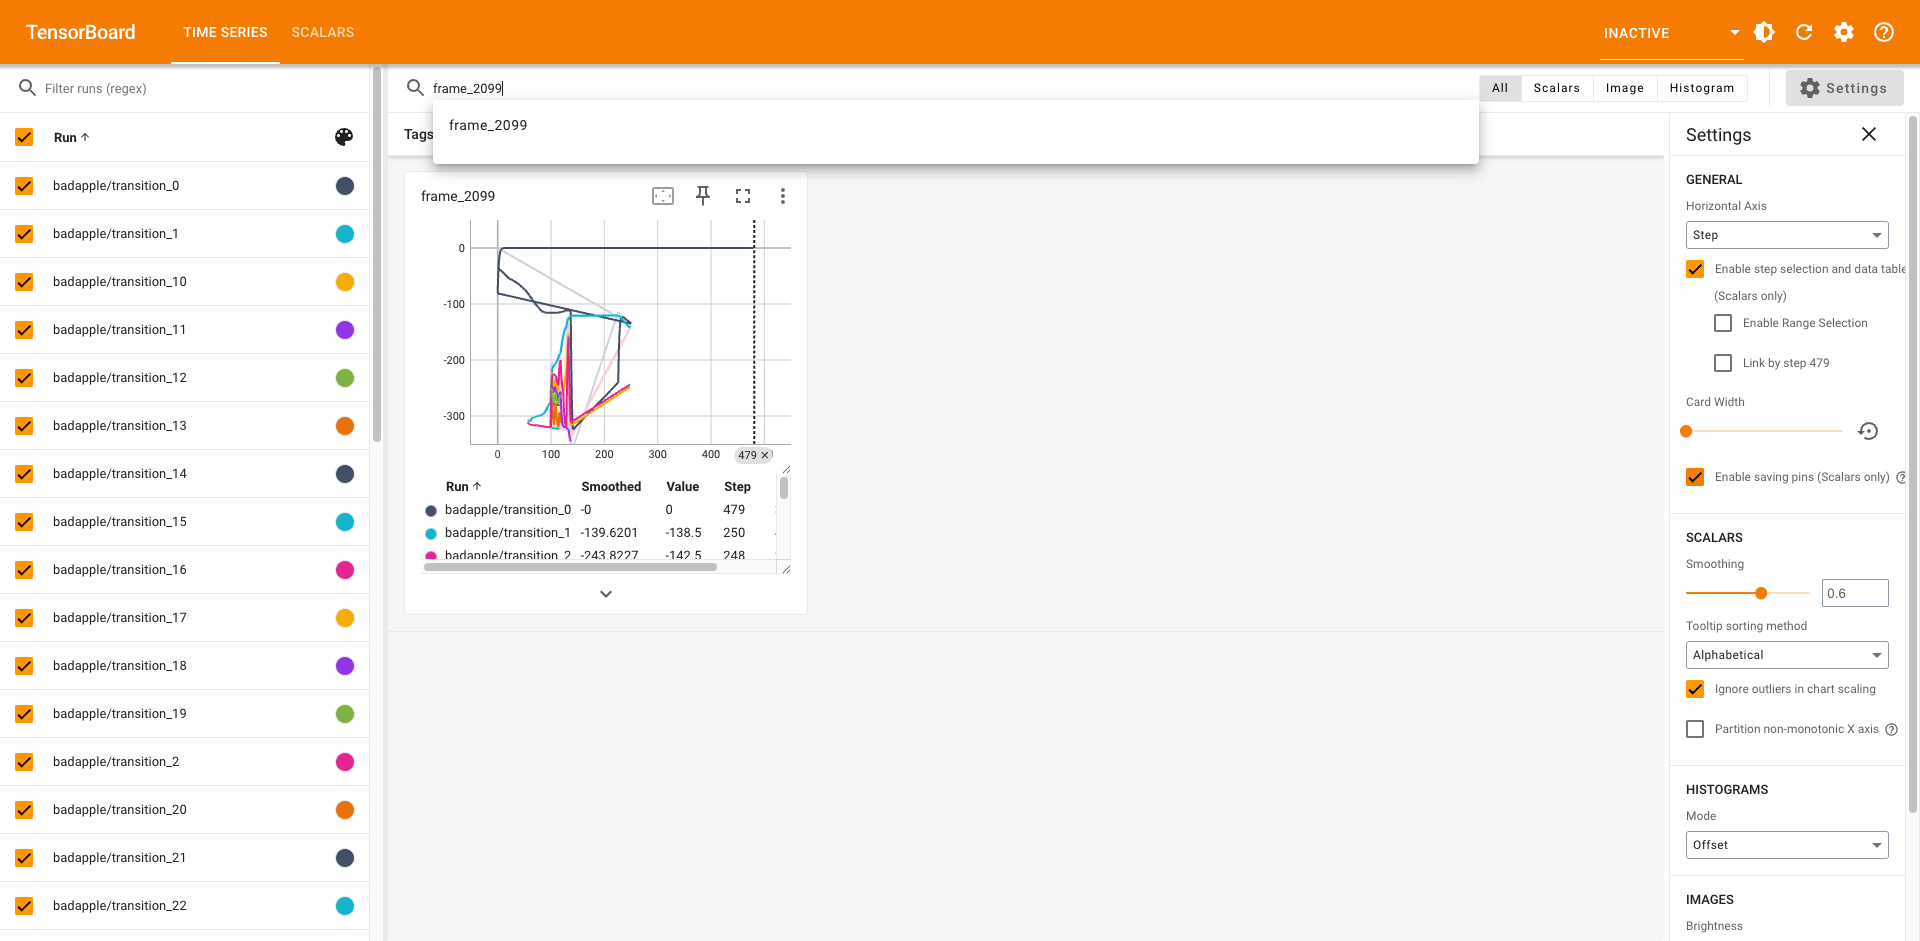 TensorBoard
TIME SERIES
SCALARS
INACTIVE
Filter runs (regex)
Run
badapple/transition_0
badapple/transition_1
badapple/transition_10
badapple/transition_11
badapple/transition_12
badapple/transition_13
badapple/transition_14
badapple/transition_15
badapple/transition_16
badapple/transition_17
badapple/transition_18
badapple/transition_19
badapple/transition_2
badapple/transition_20
badapple/transition_21
badapple/transition_22
frame_2099
All
Scalars
Image
Histogram
Settings
Tags
frame_2099
frame_2099
0
-100
-200
-300
0 100 200 300 400 479
Run Smoothed Value Step
badapple/transition_0 -0 0 479
badapple/transition_1 -139.6201 -138.5 250
badapple/transition_2 -243.8227 -142.5 248
Settings
GENERAL
Horizontal Axis
Step
Enable step selection and data table
(Scalars only)
Enable Range Selection
Link by step 479
Card Width
Enable saving pins (Scalars only)
SCALARS
Smoothing
0.6
Tooltip sorting method
Alphabetical
Ignore outliers in chart scaling
Partition non-monotonic X axis
HISTOGRAMS
Mode
Offset
IMAGES
Brightness